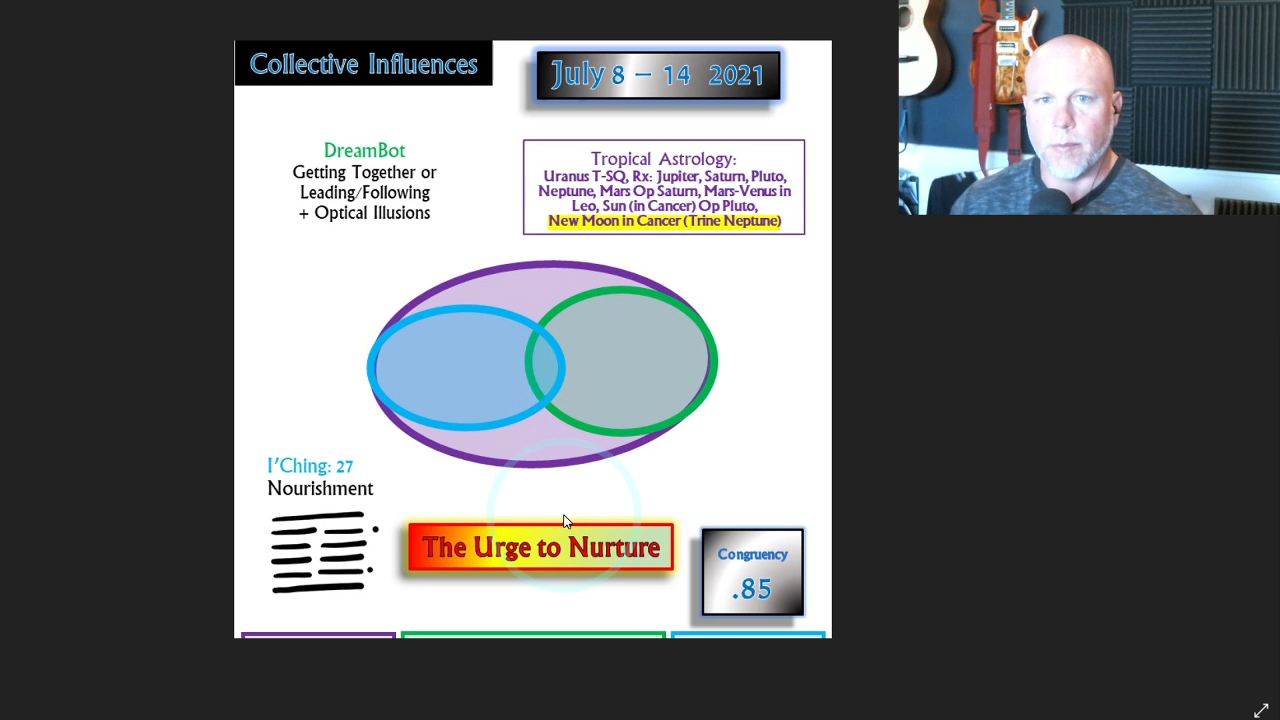 Collective Influences
July 8 – 14 2021
DreamBot
Getting Together or
Leading/Following
+ Optical Illusions
Tropical Astrology:
Uranus T-SQ, Rx: Jupiter, Saturn, Pluto,
Neptune, Mars Op Saturn, Mars-Venus in
Leo, Sun (in Cancer) Op Pluto,
New Moon in Cancer (Trine Neptune)
I'Ching: 27
Nourishment
The Urge to Nurture
Congruency
.85